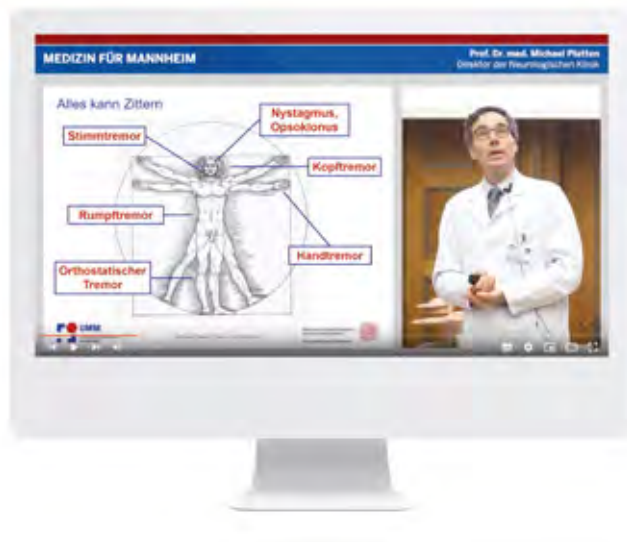 MEDIZIN FÜR MANNHEIM
Prof. Dr. med. Michael Platten
Direktor der Neurologischen Klinik
Alles kann Zittern
Nystagmus,
Opsoklonus
Stimmtremor
Kopftremor
Rumpftremor
Handtremor
Orthostatischer
Tremor
UMM